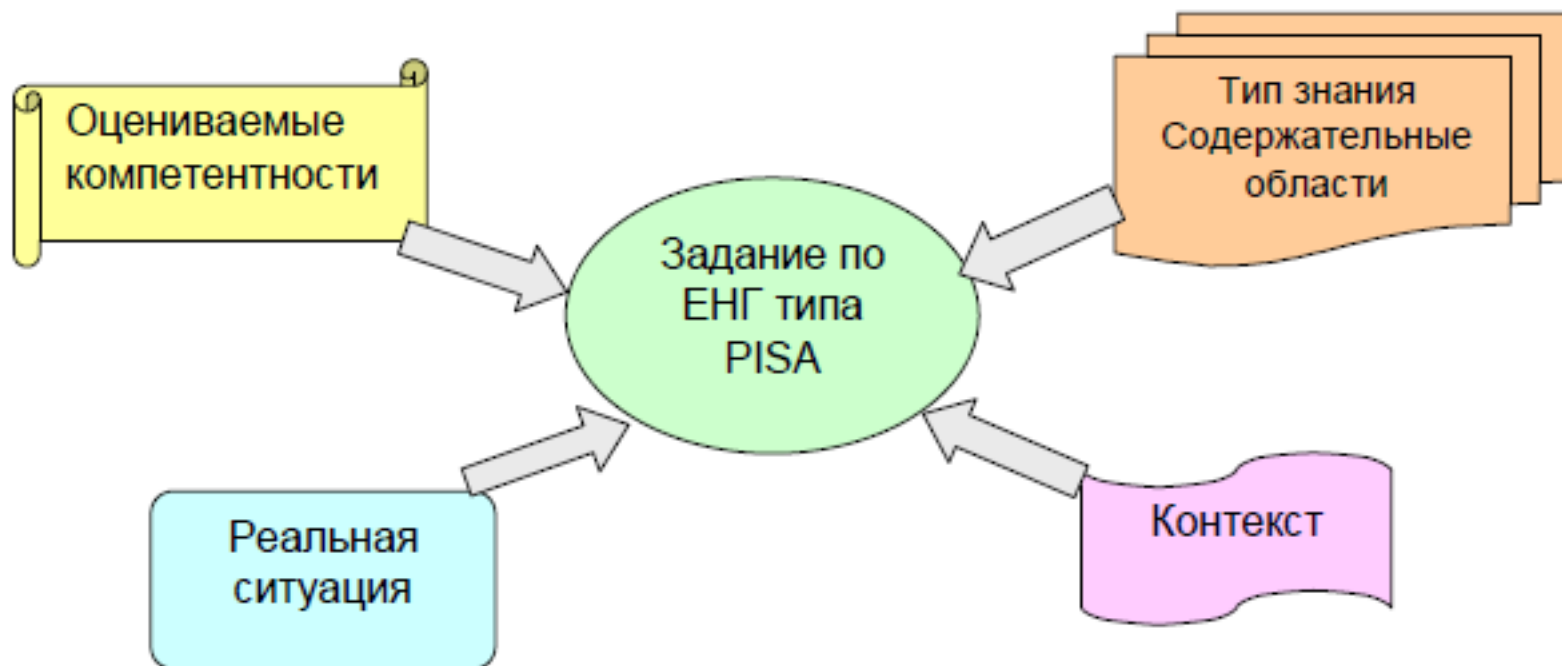 Оцениваемые
компетентности
Тип знания
Содержательные
области
Задание по
ЕНГ типа
PISA
Реальная
ситуация
Контекст